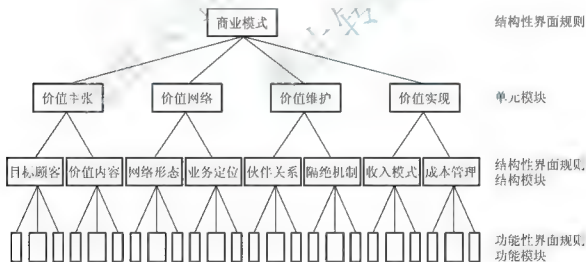 商业模式
结构性界面规则
价值主张
价值网络
价值维护
价值实现
单元模块
目标顾客
价值内容
网络形态
业务定位
伙伴关系
隔绝机制
收入模式
成本管理
结构性界面规则
结构模块
功能性界面规则
功能模块